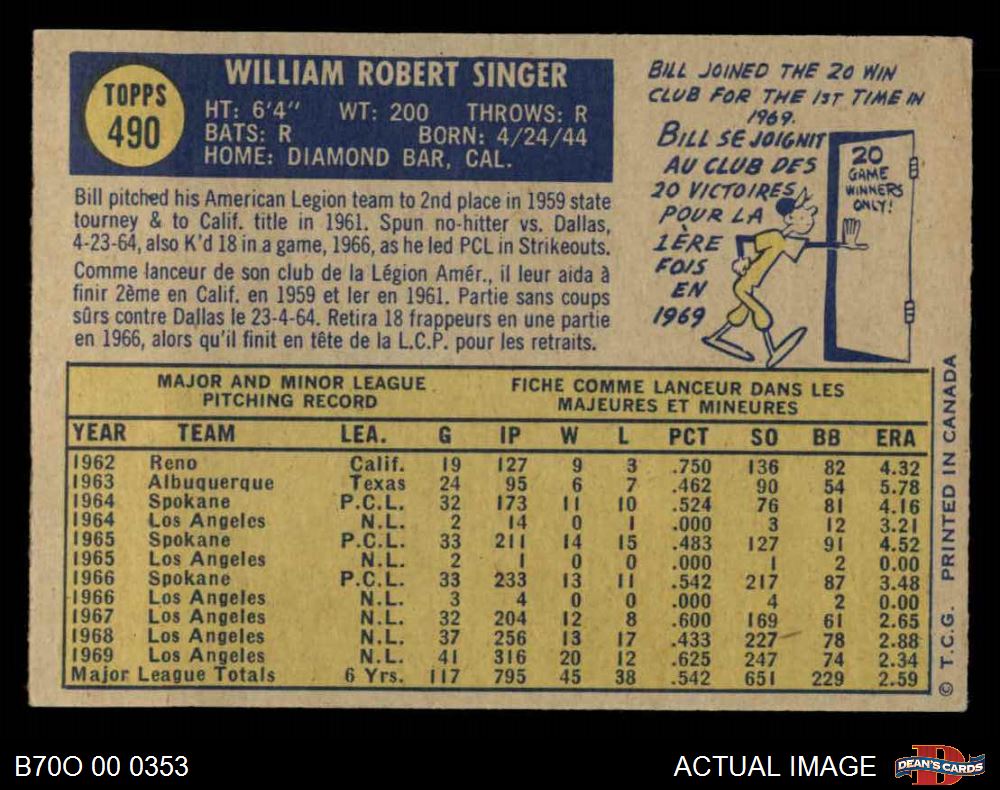 TOPPS
490
WILLIAM ROBERT SINGER
HT: 6'4" WT: 200 THROWS: R
BATS: R BORN: 4/24/44
HOME: DIAMOND BAR, CAL.
BILL JOINED THE 20 WIN
CLUB FOR THE 1ST TIME IN
1969.
BILL SE JOIGNIT
AU CLUB DES
20 VICTOIRES
POUR LA
1ÈRE
FOIS
EN
1969
20
GAME
WINNERS
ONLY!
Bill pitched his American Legion team to 2nd place in 1959 state
tourney & to Calif. title in 1961. Spun no-hitter vs. Dallas,
4-23-64, also K'd 18 in a game, 1966, as he led PCL in Strikeouts.
Comme lanceur de son club de la Légion Amér., il leur aida à
finir 2ème en Calif. en 1959 et ler en 1961. Partie sans coups
sûrs contre Dallas le 23-4-64. Retira 18 frappeurs en une partie
en 1966, alors qu'il finit en tête de la L.C.P. pour les retraits.
MAJOR AND MINOR LEAGUE FICHE COMME LANCEUR DANS LES
PITCHING RECORD MAJEURES ET MINEURES
YEAR TEAM LEA. G IP W L PCT SO BB ERA
1962 Reno Calif. 19 127 9 3 .750 136 82 4.32
1963 Albuquerque Texas 24 95 6 7 .462 90 54 5.78
1964 Spokane P.C.L. 32 173 11 10 .524 76 81 4.16
1964 Los Angeles N.L. 2 14 0 1 .000 3 12 3.21
1965 Spokane P.C.L. 33 211 14 15 .483 127 91 4.52
1965 Los Angeles N.L. 2 1 0 0 .000 1 2 0.00
1966 Spokane P.C.L. 33 233 13 11 .542 217 87 3.48
1966 Los Angeles N.L. 3 4 0 0 .000 4 2 0.00
1967 Los Angeles N.L. 32 204 12 8 .600 169 61 2.65
1968 Los Angeles N.L. 37 256 13 17 .433 227 78 2.88
1969 Los Angeles N.L. 41 316 20 12 .625 247 74 2.34
Major League Totals 6 Yrs. 117 795 45 38 .542 651 229 2.59
© T.C.G. PRINTED IN CANADA
B70O 00 0353
ACTUAL IMAGE
DEAN'S CARDS